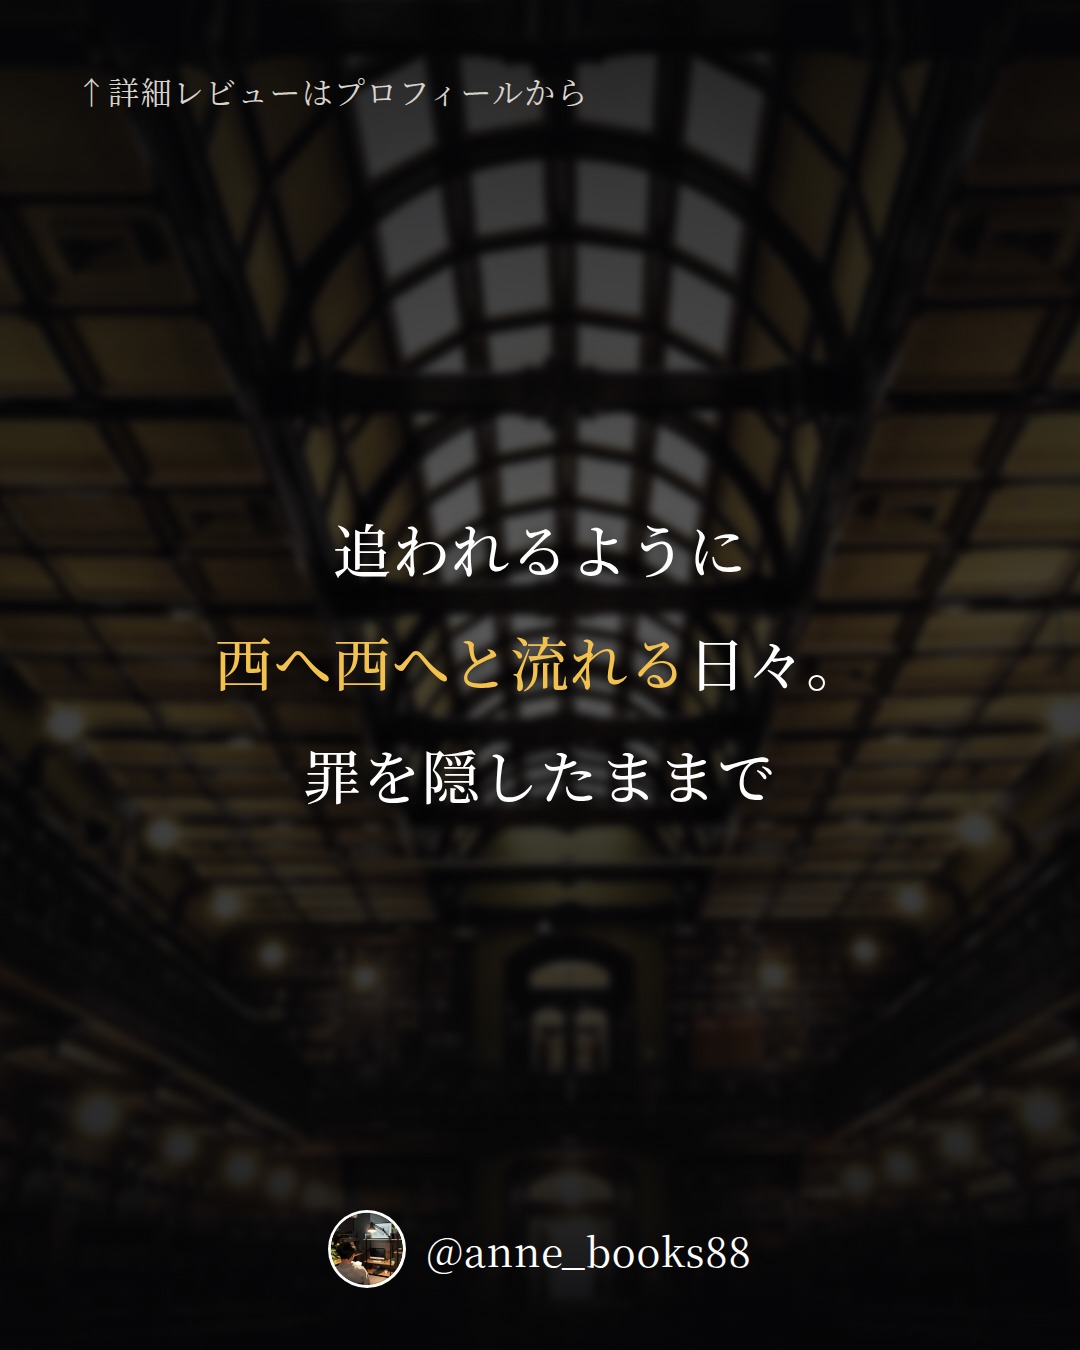 ↑詳細レビューはプロフィールから
追われるように
西へ西へと流れる日々。
罪を隠したままで
@anne_books88